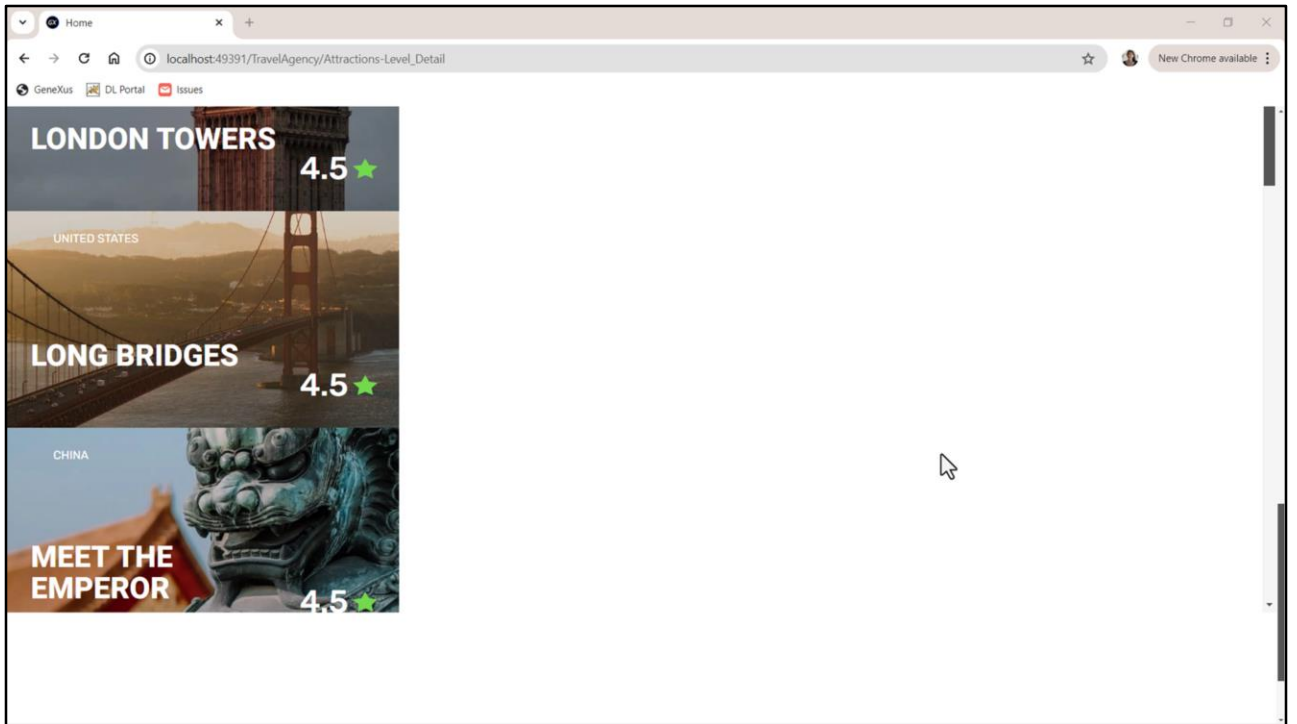 GX Home
localhost:49391/TravelAgency/Attractions-Level_Detail
New Chrome available
GeneXus DL Portal Issues
LONDON TOWERS
4.5
UNITED STATES
LONG BRIDGES
4.5
CHINA
MEET THE
EMPEROR
4.5